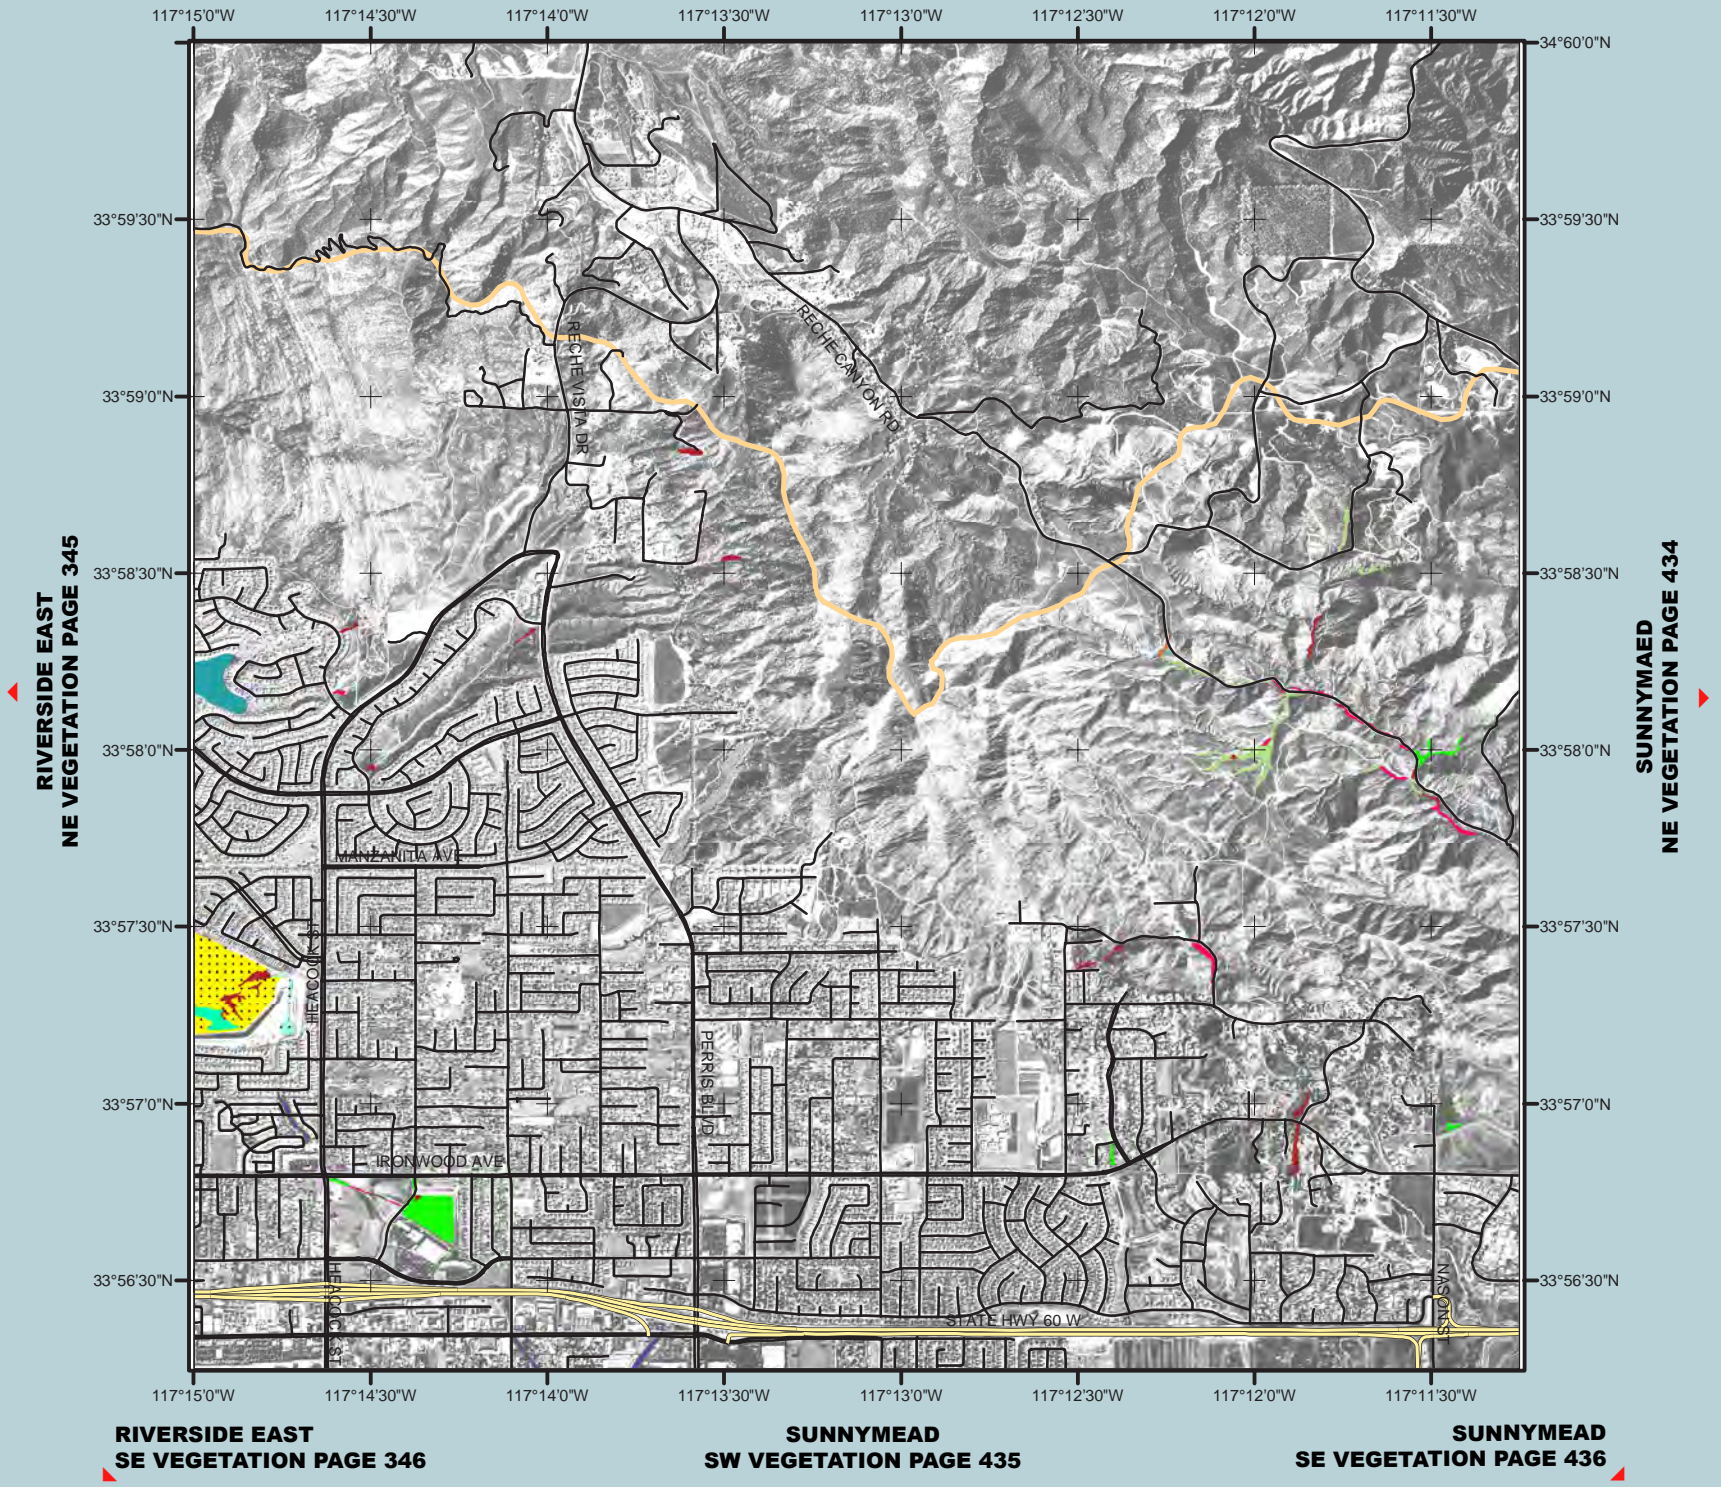 117°15'0"W 117°14'30"W 117°14'0"W 117°13'30"W 117°13'0"W 117°12'30"W 117°12'0"W 117°11'30"W
34°60'0"N
33°59'30"N 33°59'30"N
RECHE CANYON RD
RECHE VISTA DR
33°59'0"N 33°59'0"N
33°58'30"N 33°58'30"N
RIVERSIDE EAST
NE VEGETATION PAGE 345
SUNNYMAED
NE VEGETATION PAGE 434
33°58'0"N 33°58'0"N
MANZANITA AVE
33°57'30"N 33°57'30"N
HEACOCK ST
PERRIS BLVD
33°57'0"N 33°57'0"N
IRONWOOD AVE
33°56'30"N 33°56'30"N
HEACOCK ST
NASON S
STATE HWY 60 W
117°15'0"W 117°14'30"W 117°14'0"W 117°13'30"W 117°13'0"W 117°12'30"W 117°12'0"W 117°11'30"W
RIVERSIDE EAST
SE VEGETATION PAGE 346
SUNNYMEAD
SW VEGETATION PAGE 435
SUNNYMEAD
SE VEGETATION PAGE 436